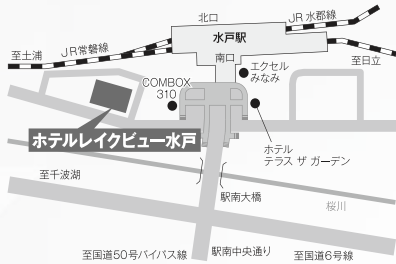 北口
JR水郡線
水戸駅
JR常磐線
至土浦
南口
エクセル
みなみ
至日立
COMBOX
310
ホテルレイクビュー水戸
ホテル
テラス ザ ガーデン
至千波湖
駅南大橋
桜川
至国道50号バイパス線
駅南中央通り
至国道6号線